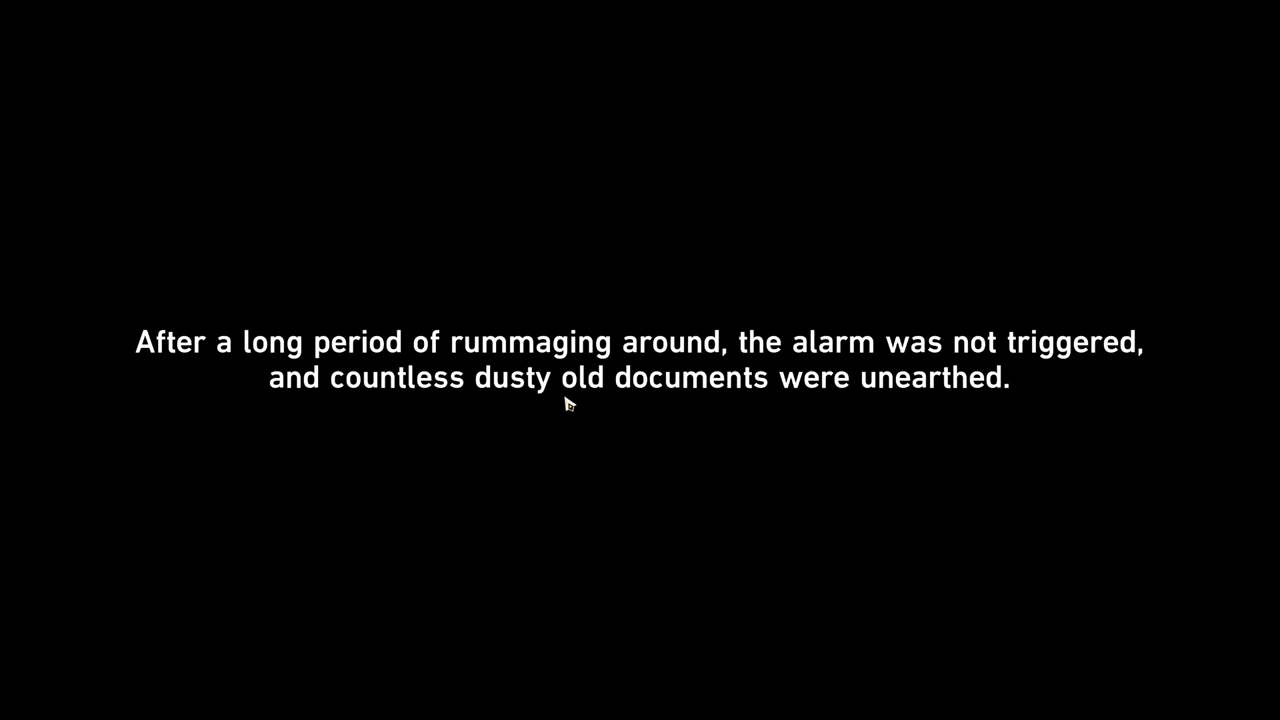 After a long period of rummaging around, the alarm was not triggered,
and countless dusty old documents were unearthed.